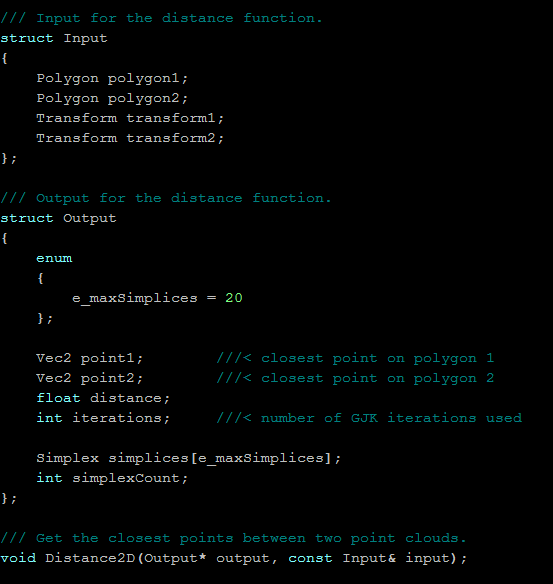 /// Input for the distance function.
struct Input
{
    Polygon polygon1;
    Polygon polygon2;
    Transform transform1;
    Transform transform2;
};

/// Output for the distance function.
struct Output
{
    enum
    {
        e_maxSimplices = 20
    };

    Vec2 point1;        ///< closest point on polygon 1
    Vec2 point2;        ///< closest point on polygon 2
    float distance;
    int iterations;     ///< number of GJK iterations used

    Simplex simplices[e_maxSimplices];
    int simplexCount;
};

/// Get the closest points between two point clouds.
void Distance2D(Output* output, const Input& input);